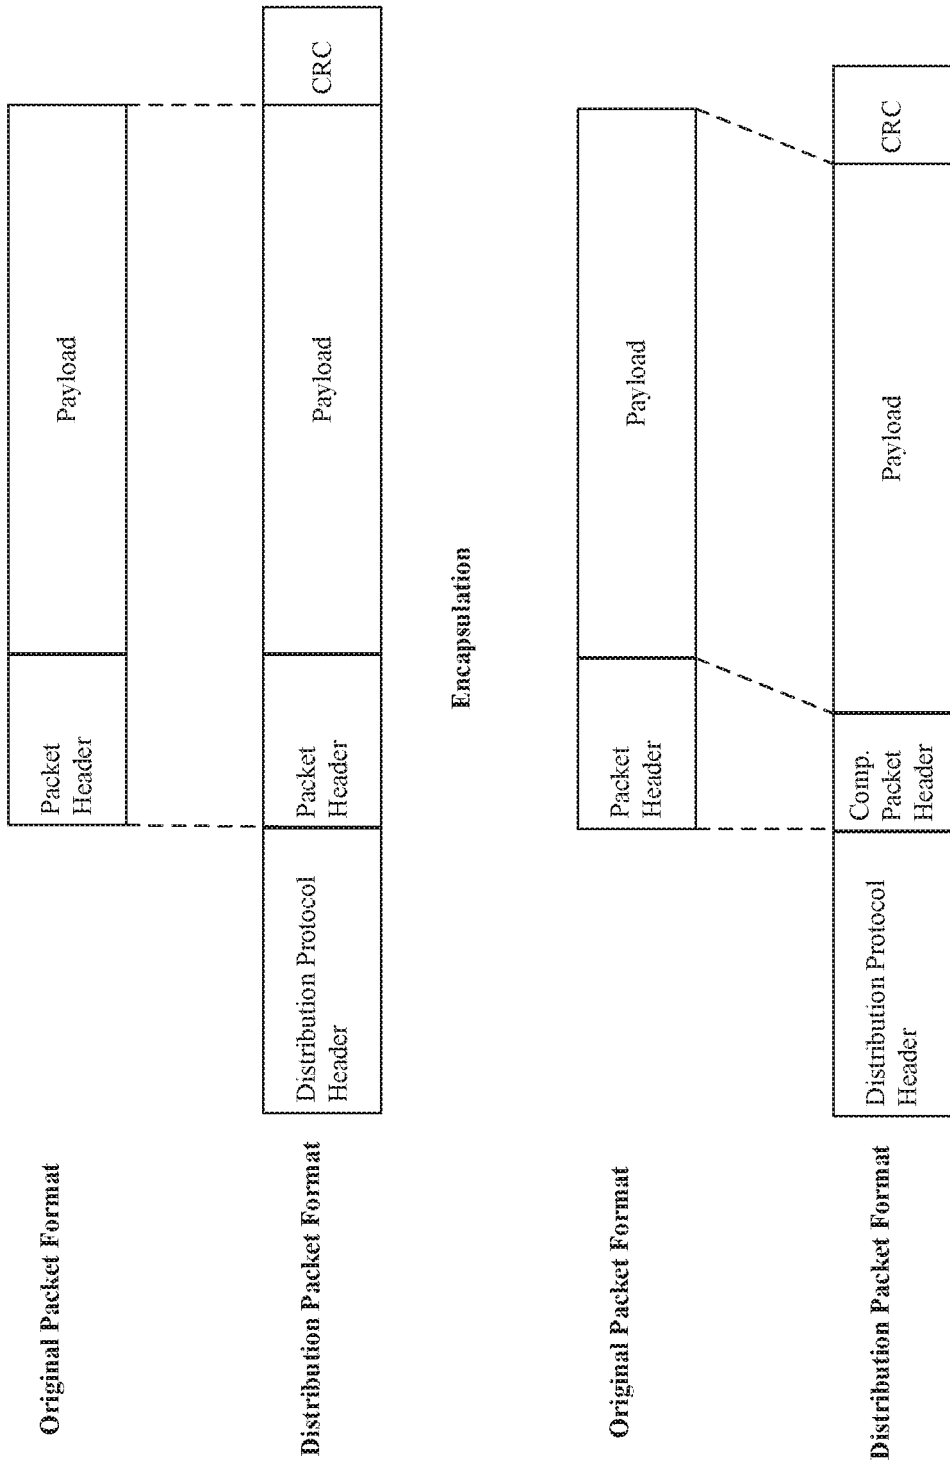 Original Packet Format
Packet
Header
Payload
Distribution Packet Format
Distribution Protocol
Header
Packet
Header
Payload
CRC
Encapsulation
Original Packet Format
Packet
Header
Payload
Distribution Packet Format
Distribution Protocol
Header
Comp.
Packet
Header
Payload
CRC